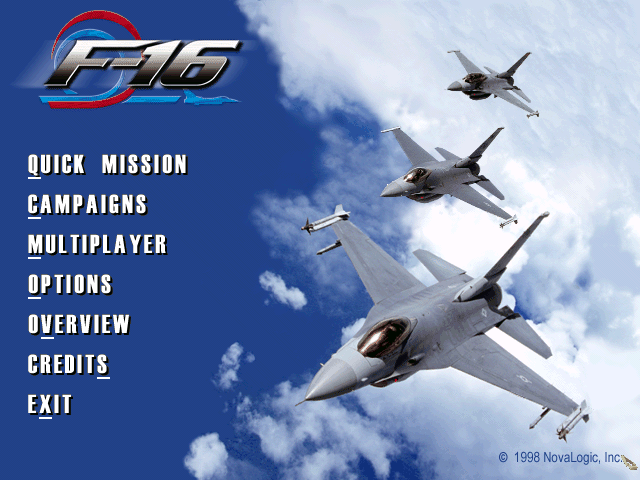 F-16
QUICK MISSION
CAMPAIGNS
MULTIPLAYER
OPTIONS
OVERVIEW
CREDITS
EXIT
© 1998 NovaLogic, Inc.